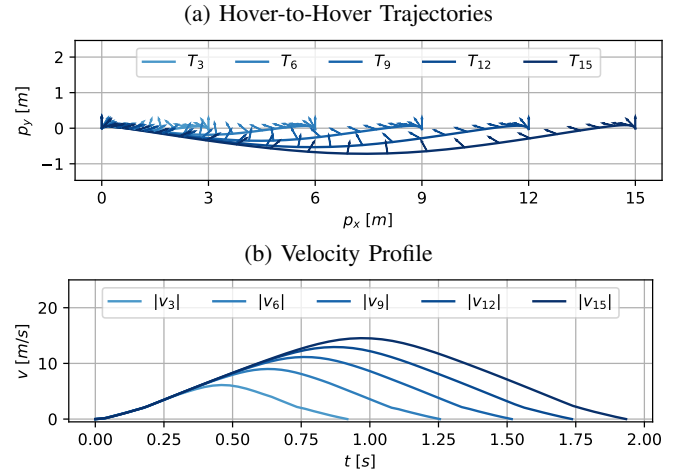 (a) Hover-to-Hover Trajectories
T_3 T_6 T_9 T_12 T_15
p_y [m]
2
1
0
−1
0 3 6 9 12 15
p_x [m]
(b) Velocity Profile
|v_3| |v_6| |v_9| |v_12| |v_15|
v [m/s]
20
10
0
0.00 0.25 0.50 0.75 1.00 1.25 1.50 1.75 2.00
t [s]